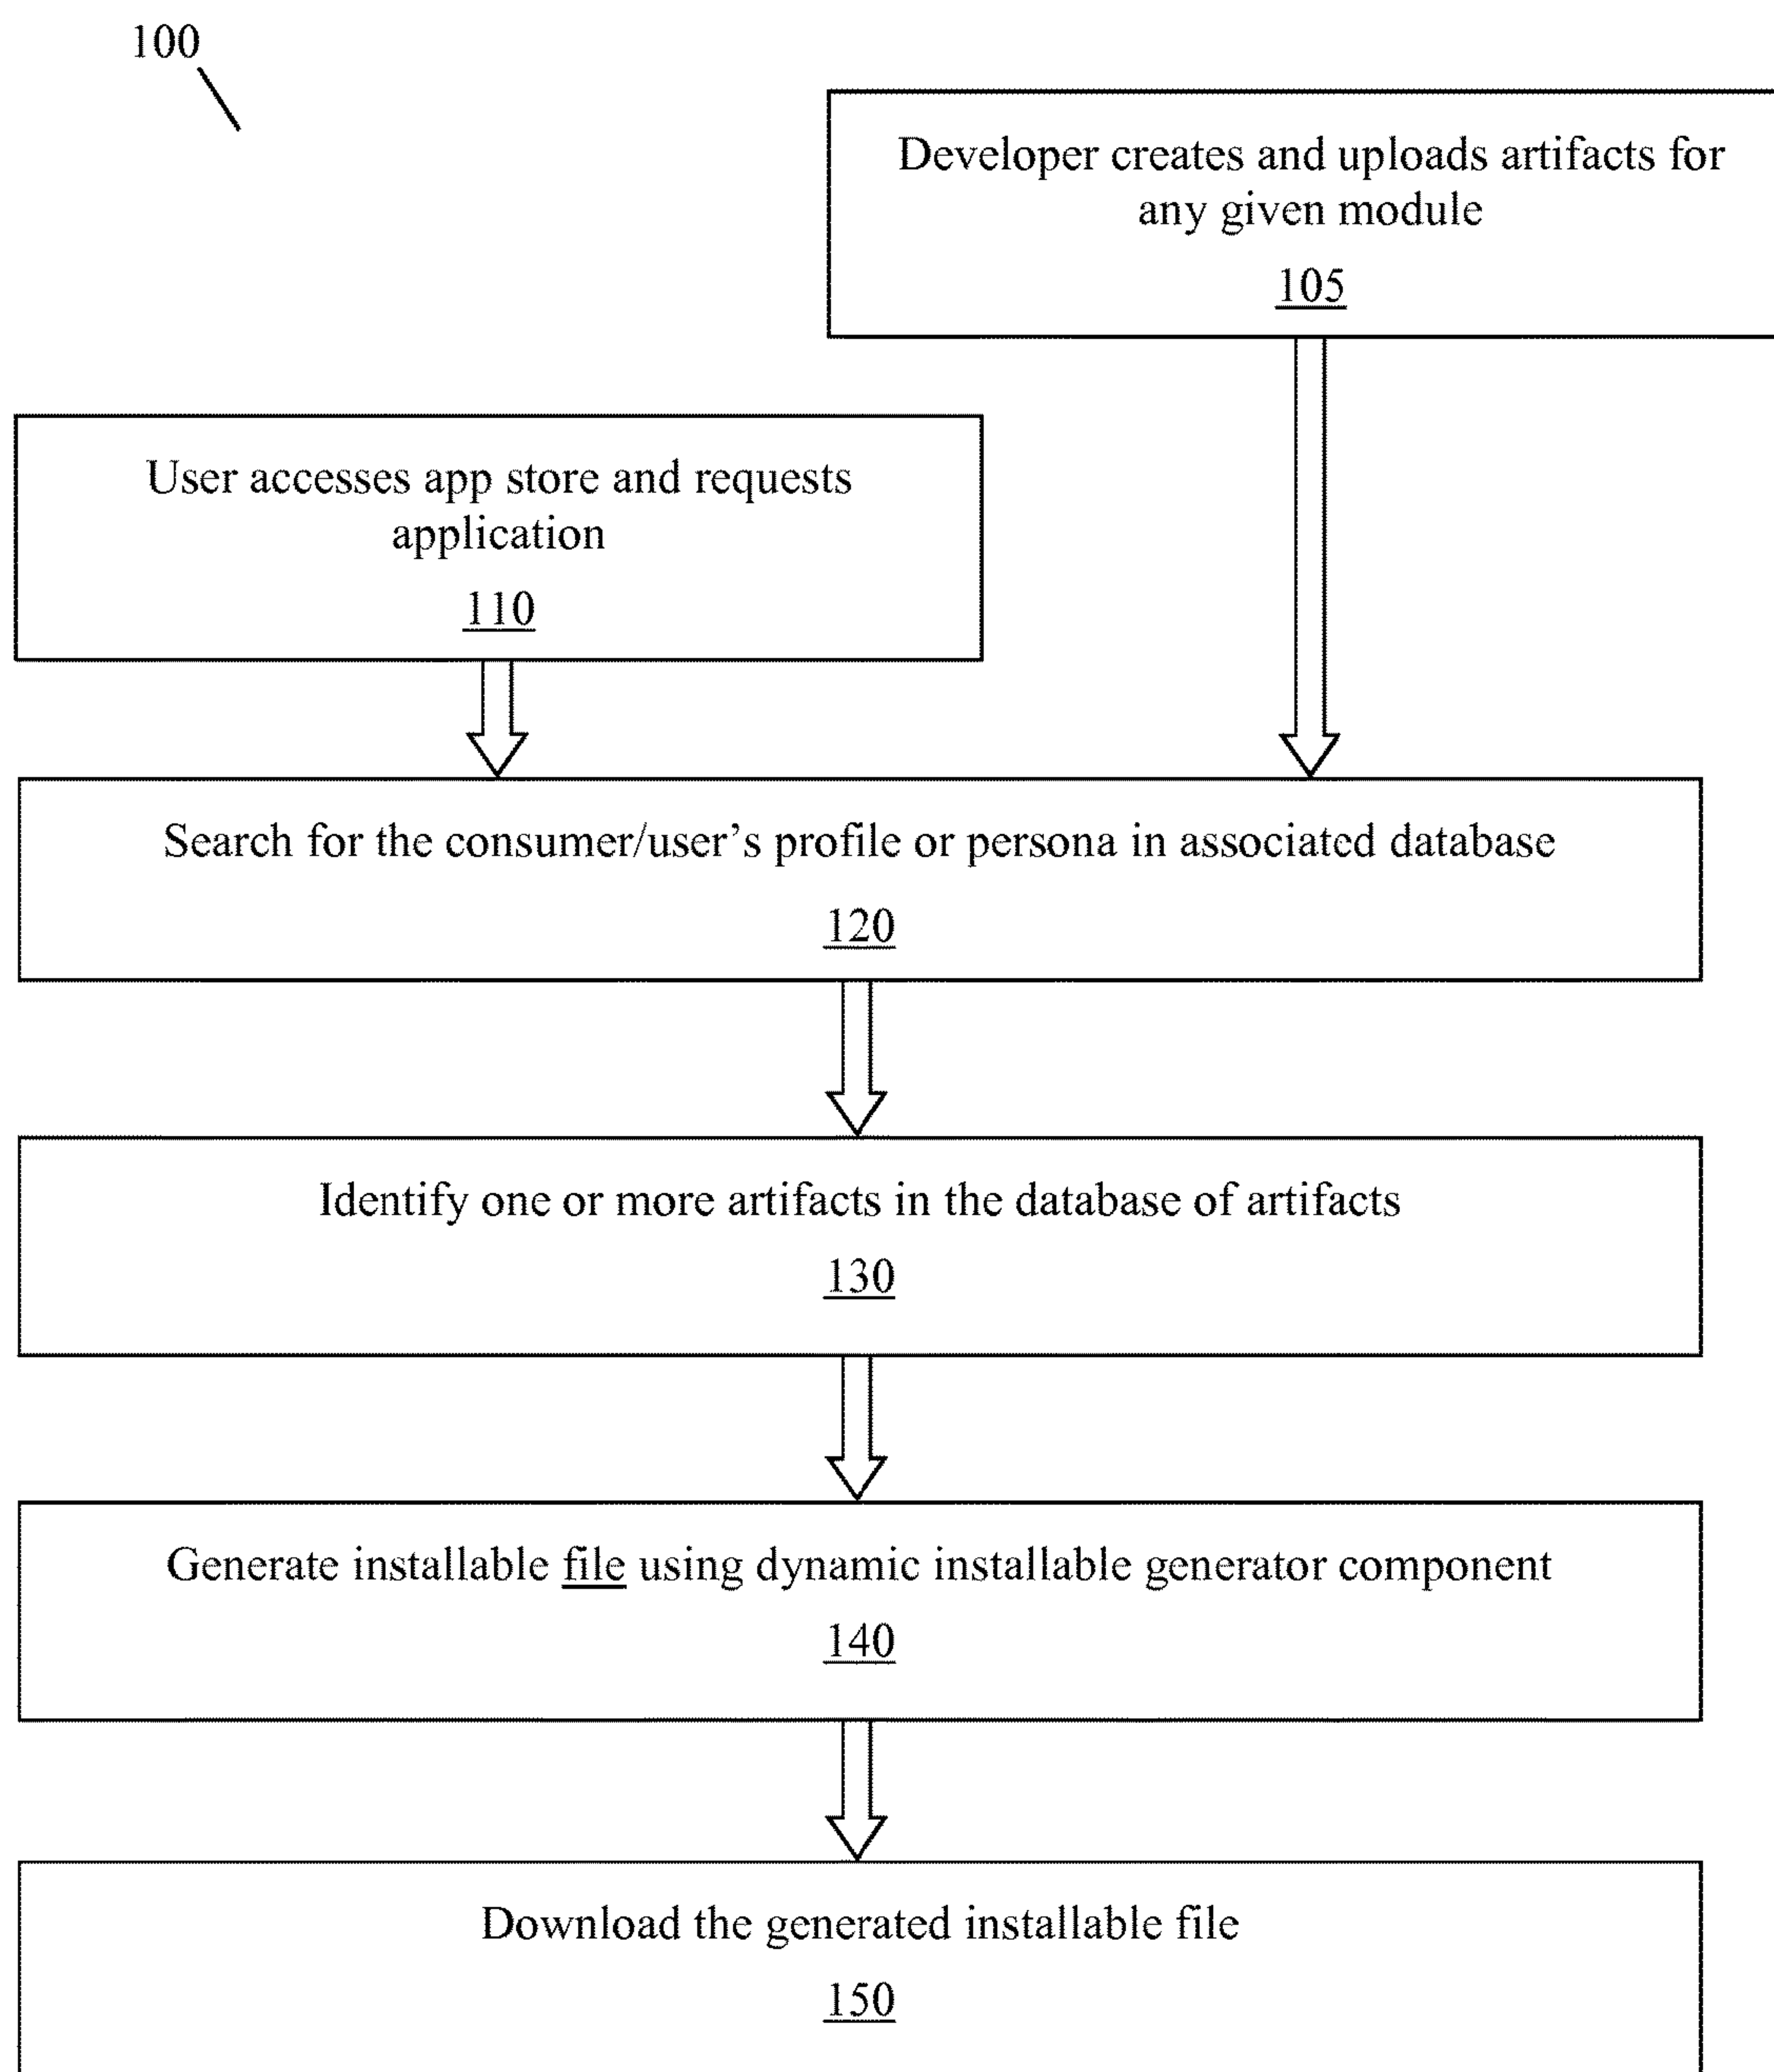 100
Developer creates and uploads artifacts for
any given module
105
User accesses app store and requests
application
110
Search for the consumer/user's profile or persona in associated database
120
Identify one or more artifacts in the database of artifacts
130
Generate installable file using dynamic installable generator component
140
Download the generated installable file
150